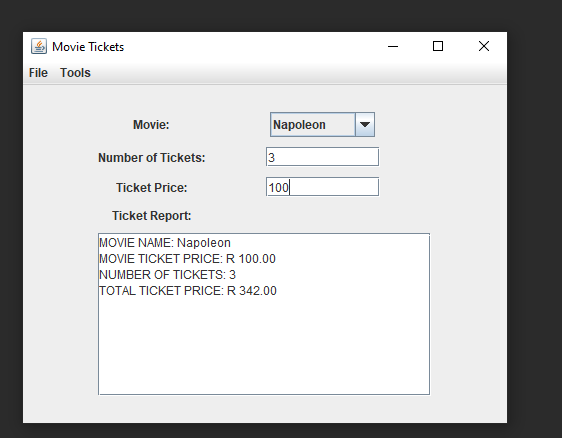 Movie Tickets
File Tools
Movie: Napoleon
Number of Tickets: 3
Ticket Price: 100
Ticket Report:
MOVIE NAME: Napoleon
MOVIE TICKET PRICE: R 100.00
NUMBER OF TICKETS: 3
TOTAL TICKET PRICE: R 342.00